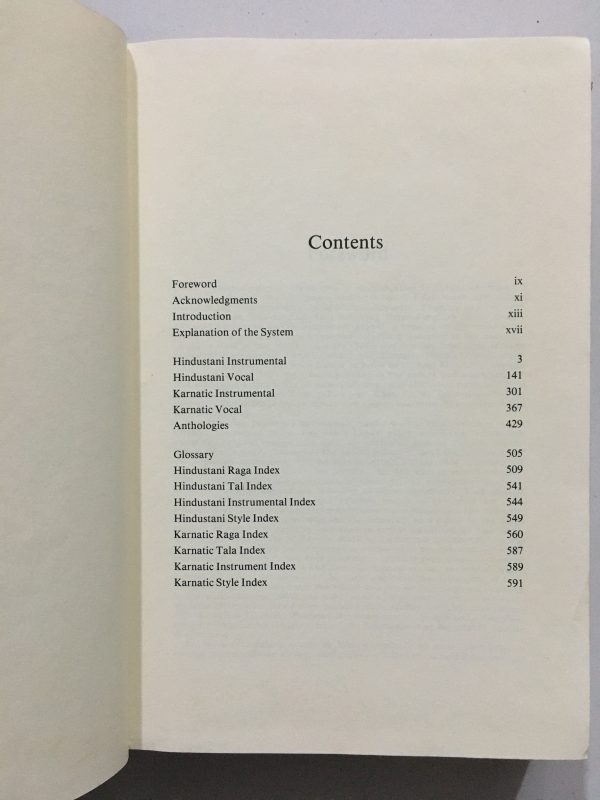 Contents
Foreword ix
Acknowledgments xi
Introduction xiii
Explanation of the System xvii
Hindustani Instrumental 3
Hindustani Vocal 141
Karnatic Instrumental 301
Karnatic Vocal 367
Anthologies 429
Glossary 505
Hindustani Raga Index 509
Hindustani Tal Index 541
Hindustani Instrumental Index 544
Hindustani Style Index 549
Karnatic Raga Index 560
Karnatic Tala Index 587
Karnatic Instrument Index 589
Karnatic Style Index 591